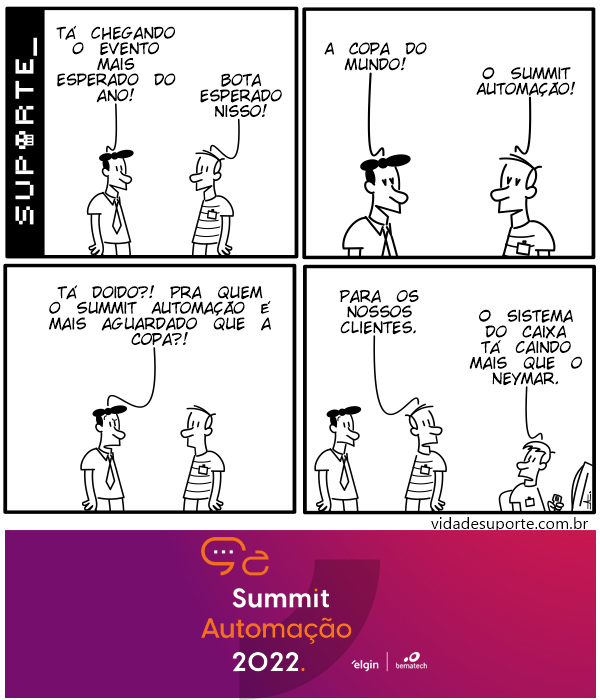 SUPORTE_
TÁ CHEGANDO
O EVENTO
MAIS
ESPERADO DO
ANO!
BOTA
ESPERADO
NISSO!
A COPA DO
MUNDO!
O SUMMIT
AUTOMAÇÃO!
TÁ DOIDO?! PRA QUEM
O SUMMIT AUTOMAÇÃO É
MAIS AGUARDADO QUE A
COPA?!
PARA OS
NOSSOS
CLIENTES.
O SISTEMA
DO CAIXA
TÁ CAINDO
MAIS QUE O
NEYMAR.
vidadesuporte.com.br
Summit
Automação
2022.
elgin
bematech